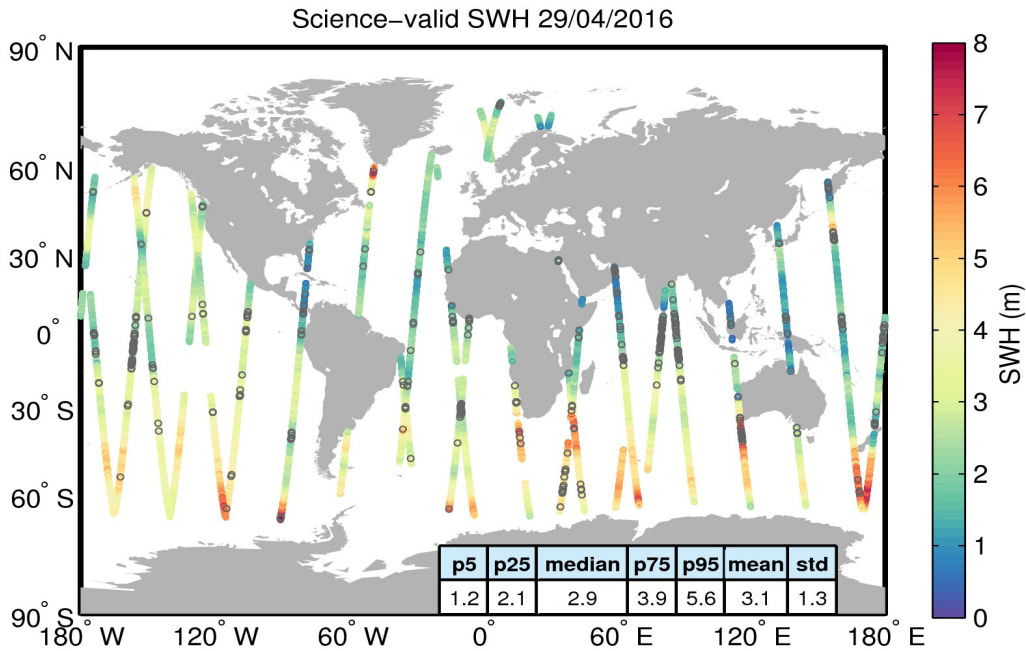 Science−valid SWH 29/04/2016
90° N
60° N
30° N
0°
30° S
60° S
90° S
180° W
120° W
60° W
0°
60° E
120° E
180° E
p5 p25 median p75 p95 mean std
1.2 2.1 2.9 3.9 5.6 3.1 1.3
8
7
6
5
4
3
2
1
0
SWH (m)